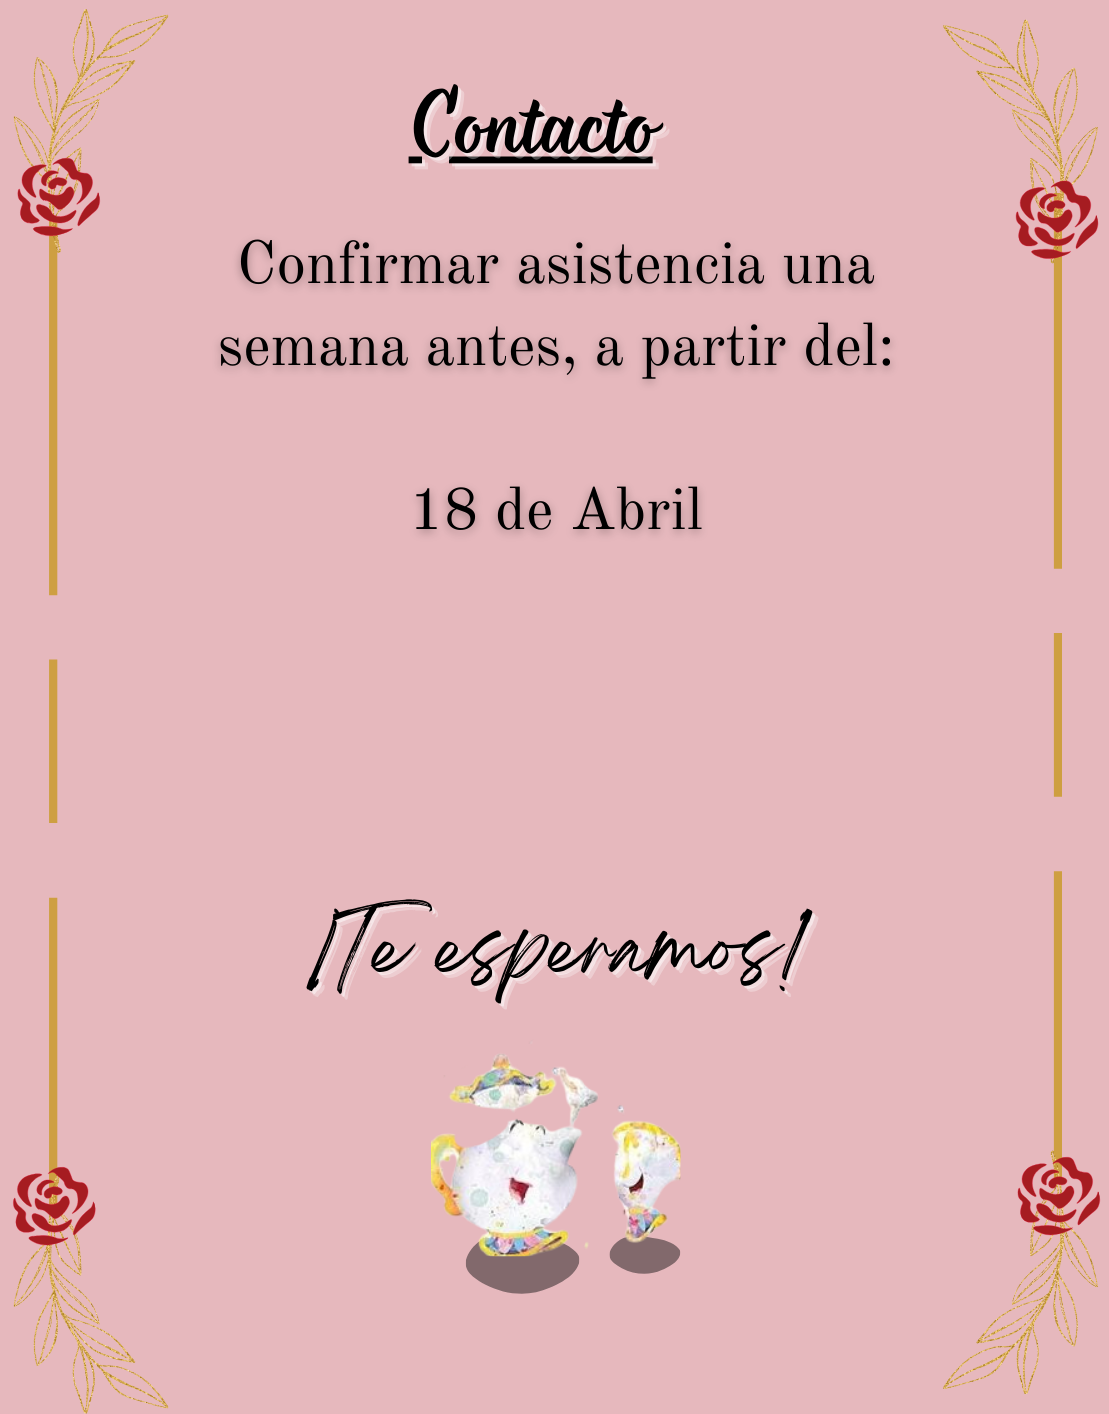 Contacto
Confirmar asistencia una
semana antes, a partir del:
18 de Abril
¡Te esperamos!